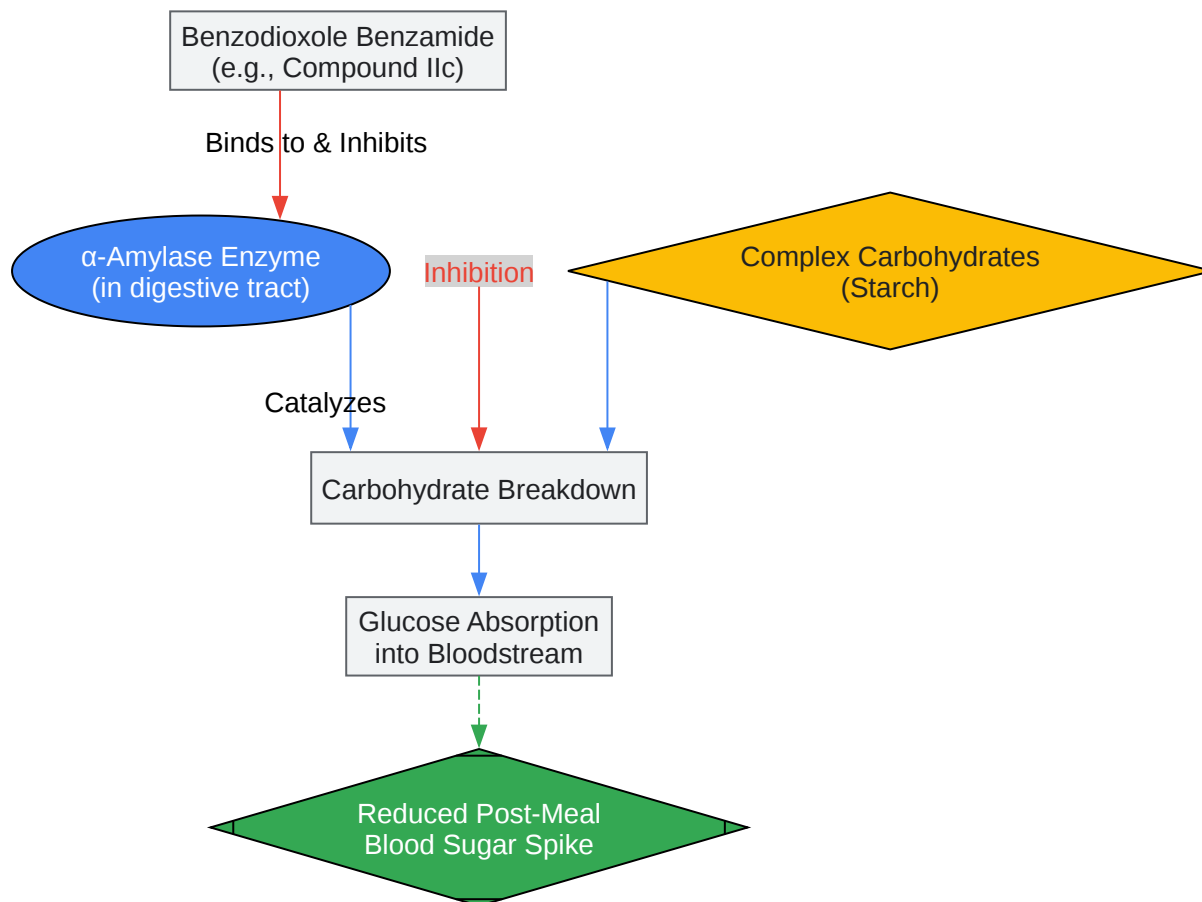 Benzodioxole Benzamide
(e.g., Compound IIc)
Binds to & Inhibits
α-Amylase Enzyme
(in digestive tract)
Inhibition
Complex Carbohydrates
(Starch)
Catalyzes
Carbohydrate Breakdown
Glucose Absorption
into Bloodstream
Reduced Post-Meal
Blood Sugar Spike